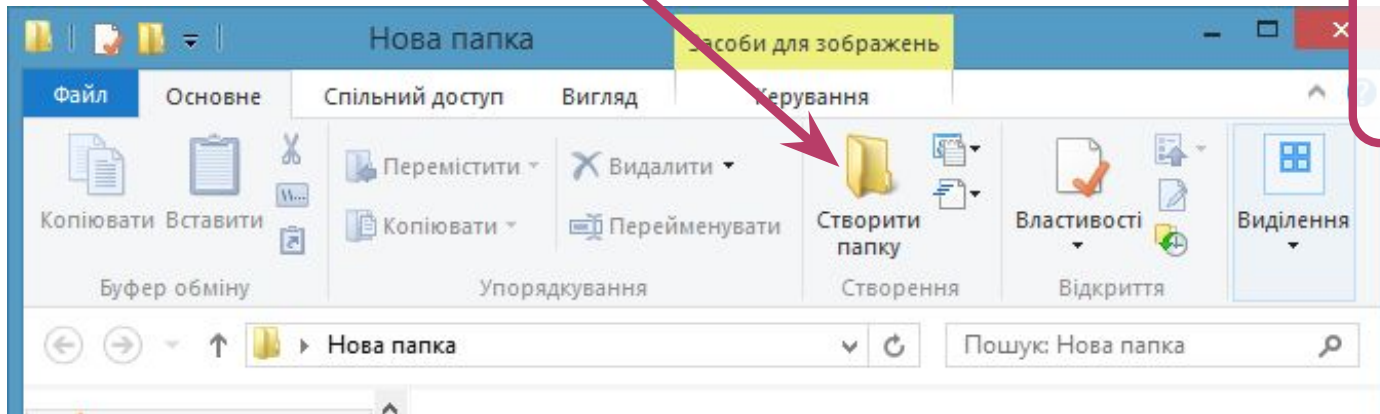 Нова папка
Засоби для зображень
Файл Основне Спільний доступ Вигляд Керування
Копіювати Вставити
Перемістити
Копіювати
Видалити
Перейменувати
Створити
папку
Властивості
Виділення
Буфер обміну Упорядкування Створення Відкриття
Нова папка
Пошук: Нова папка